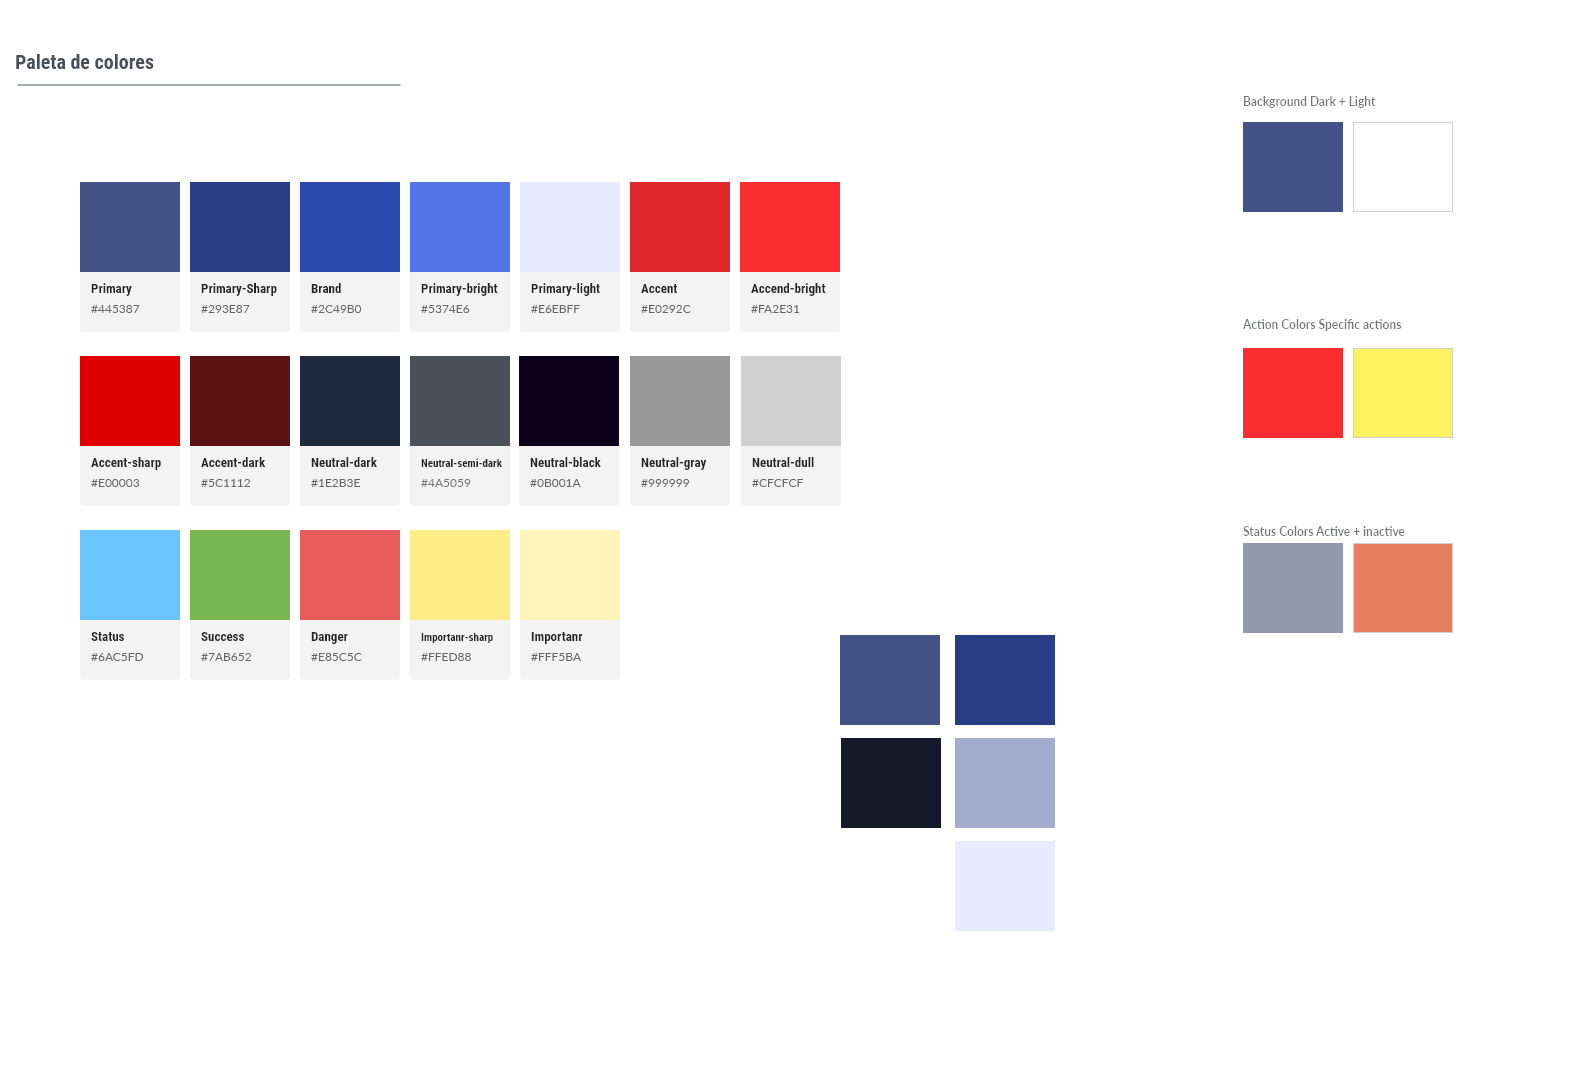 Paleta de colores
Background Dark + Light
Primary
#445387
Primary-Sharp
#293E87
Brand
#2C49B0
Primary-bright
#5374E6
Primary-light
#E6EBFF
Accent
#E0292C
Accend-bright
#FA2E31
Action Colors Specific actions
Accent-sharp
#E00003
Accent-dark
#5C1112
Neutral-dark
#1E2B3E
Neutral-semi-dark
#4A5059
Neutral-black
#0B001A
Neutral-gray
#999999
Neutral-dull
#CFCFCF
Status Colors Active + inactive
Status
#6AC5FD
Success
#7AB652
Danger
#E85C5C
Importanr-sharp
#FFED88
Importanr
#FFF5BA